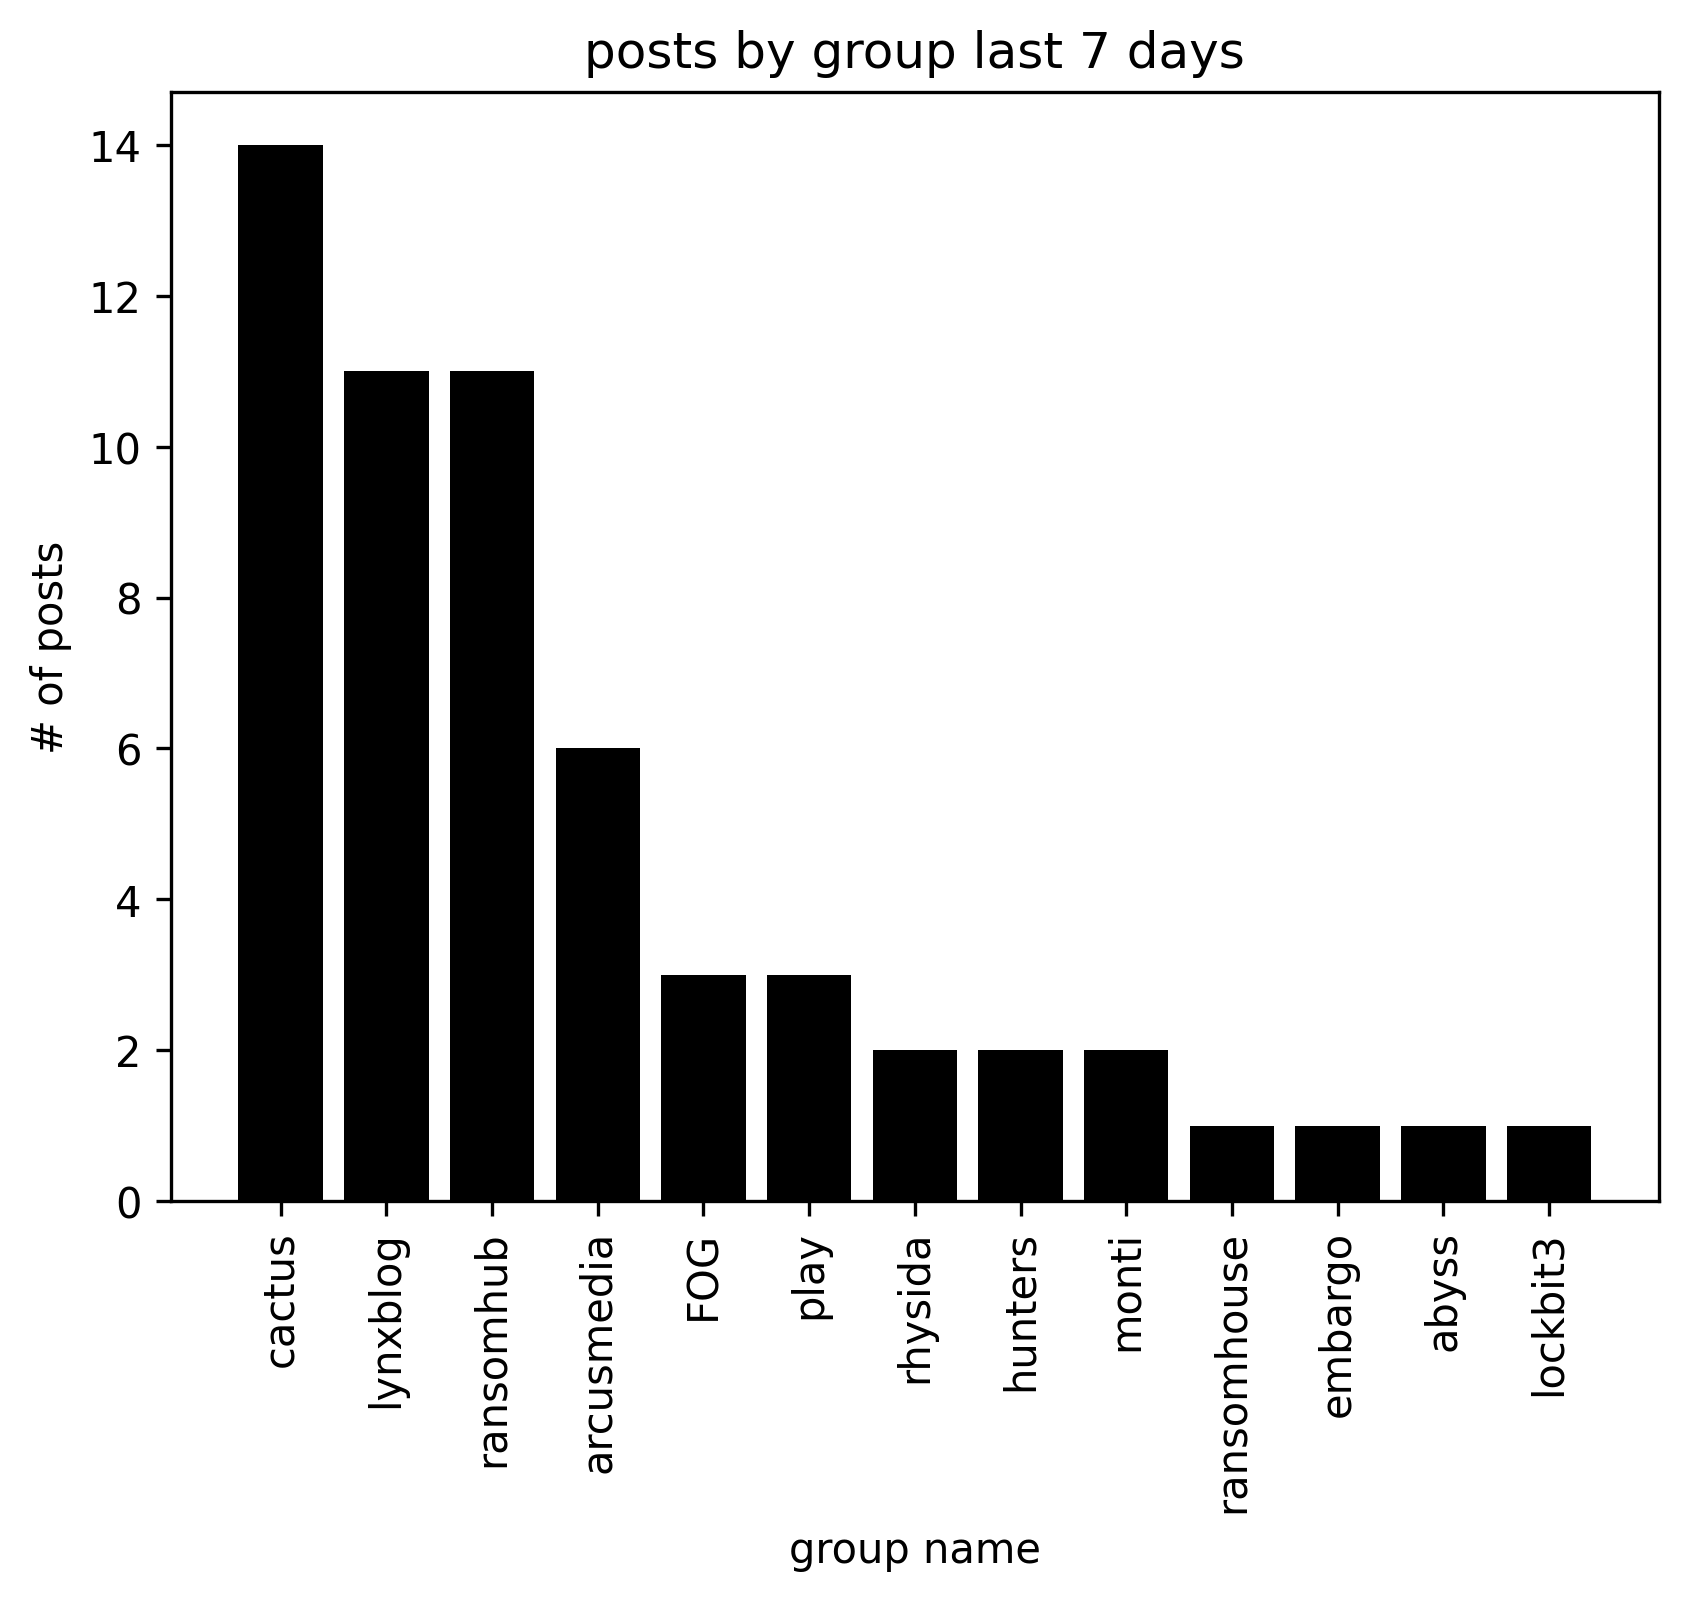 posts by group last 7 days
14
12
10
8
6
4
2
0
# of posts
cactus
lynxblog
ransomhub
arcusmedia
FOG
play
rhysida
hunters
monti
ransomhouse
embargo
abyss
lockbit3
group name